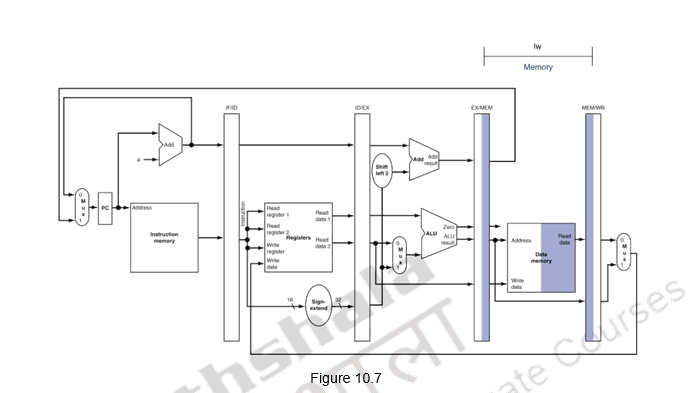 lw
Memory
IF/ID
ID/EX
EX/MEM
MEM/WB
Add
4
Shift
left 2
Add
Add
result
0
M
u
x
1
PC
Address
Instruction
memory
Instruction
Read
register 1
Read
register 2
Write
register
Write
data
Registers
Read
data 1
Read
data 2
0
M
u
x
1
Zero
ALU
ALU
result
Address
Write
data
Data
memory
Read
data
0
M
u
x
1
16
Sign-
extend
32
Figure 10.7
thshala
ate Courses